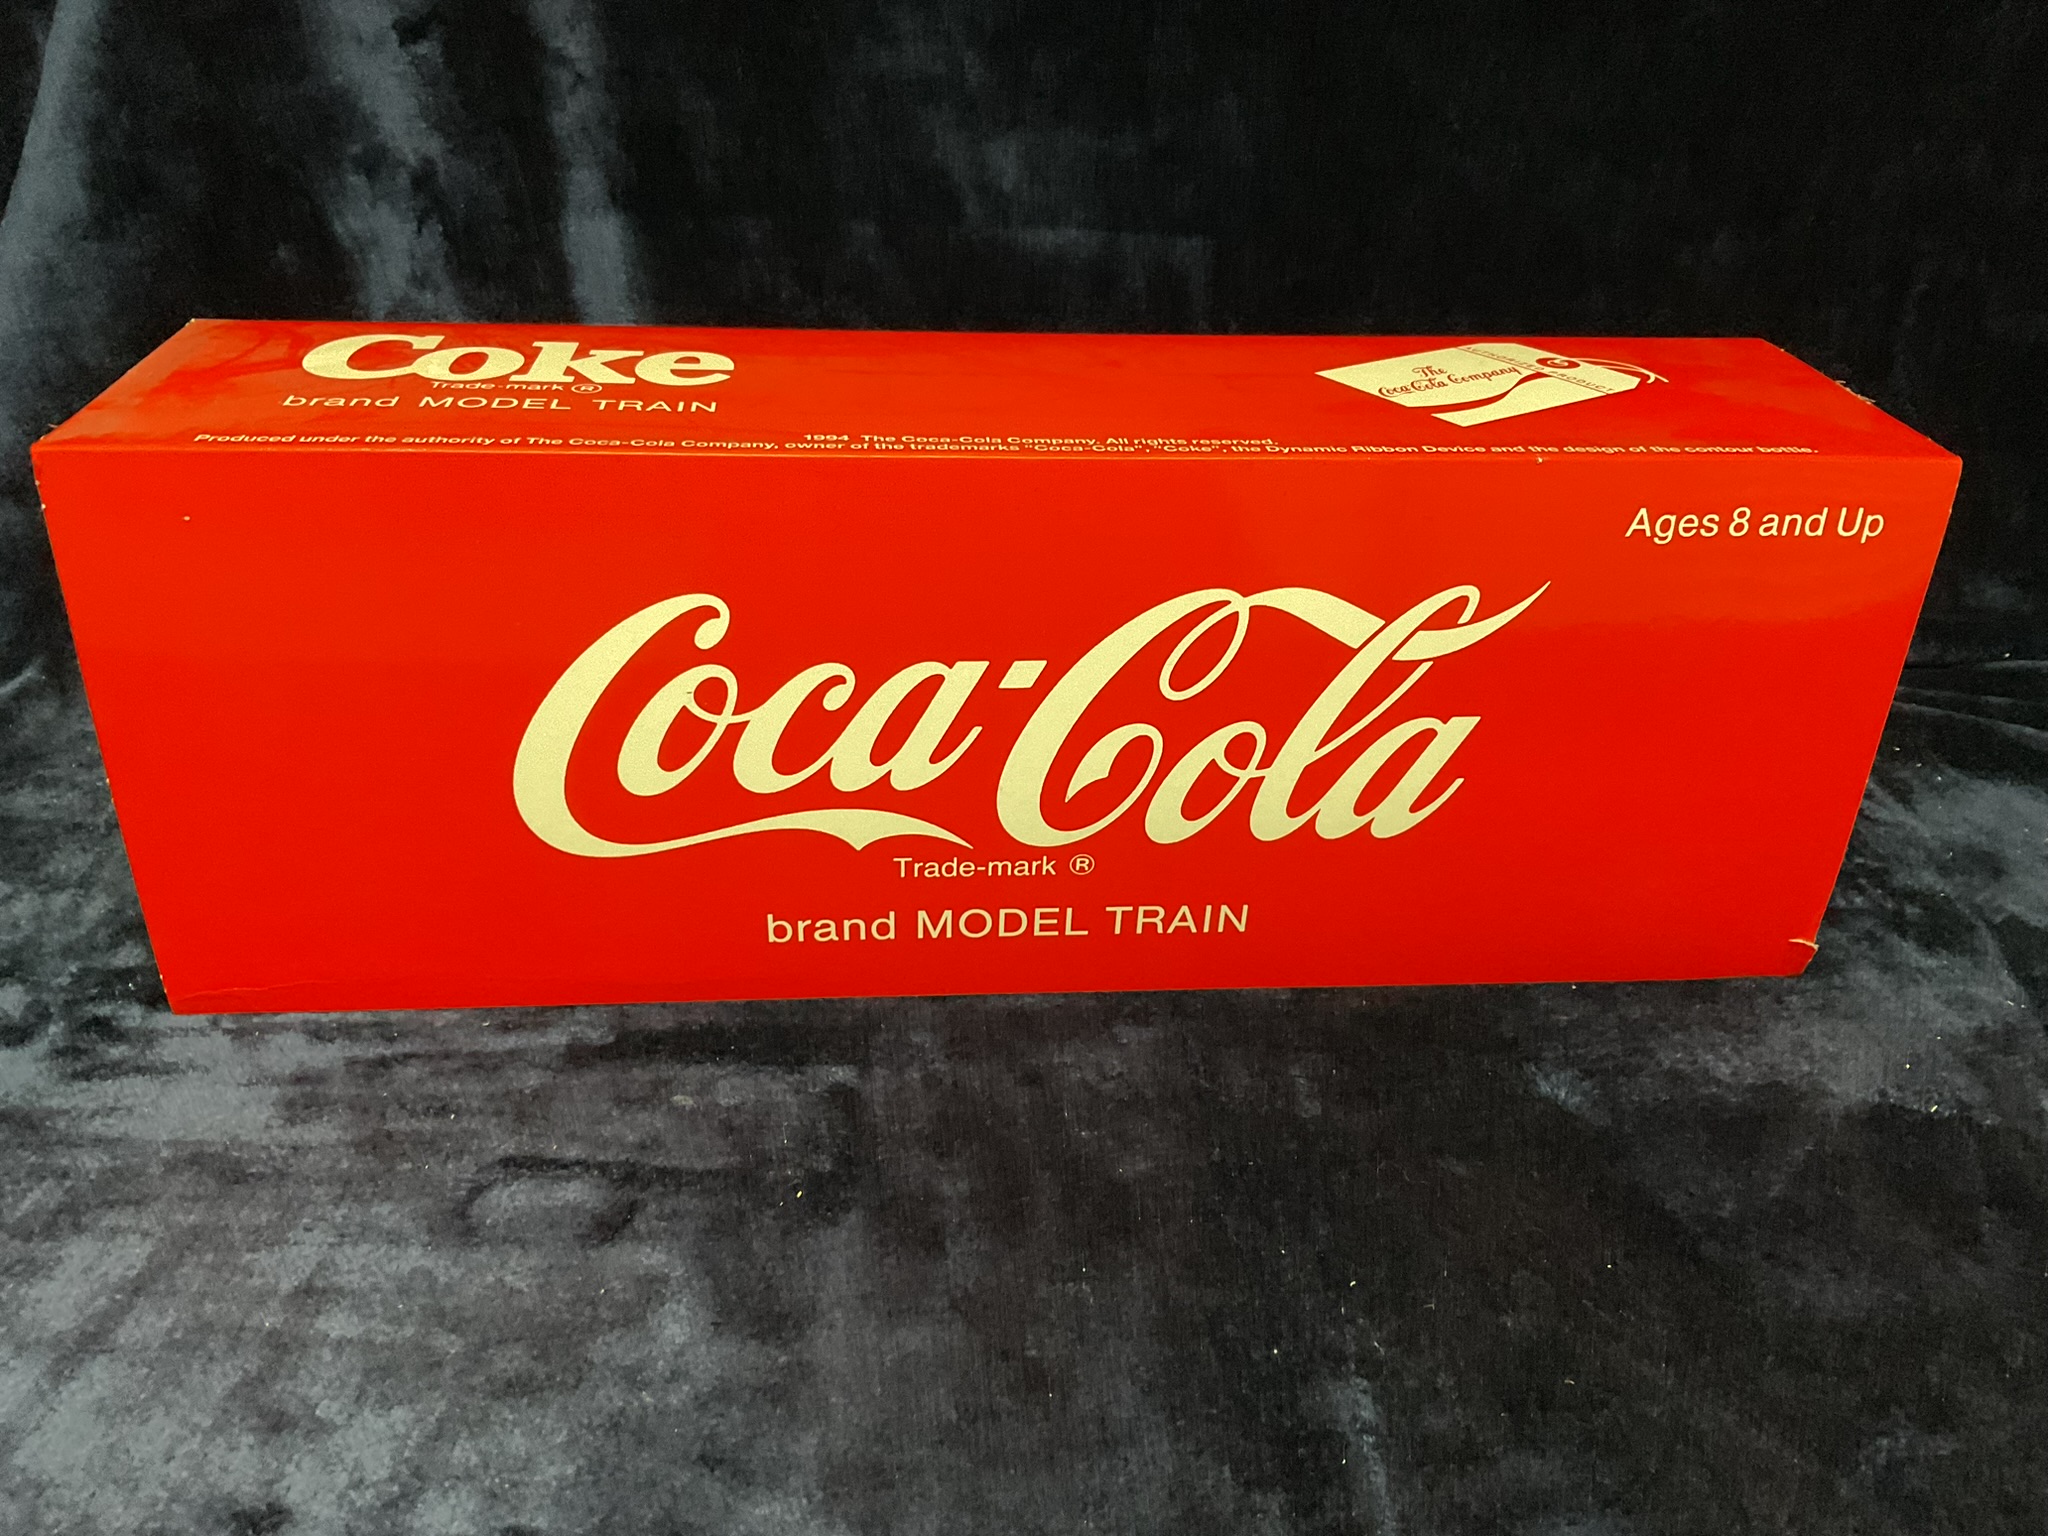 Coke
Trade-mark ®
brand MODEL TRAIN
The
Coca-Cola Company
AUTHORIZED PRODUCT
1994 The Coca-Cola Company. All rights reserved.
Produced under the authority of The Coca-Cola Company, owner of the trademarks "Coca-Cola", "Coke", the Dynamic Ribbon Device and the design of the contour bottle.
Ages 8 and Up
Coca-Cola
Trade-mark ®
brand MODEL TRAIN